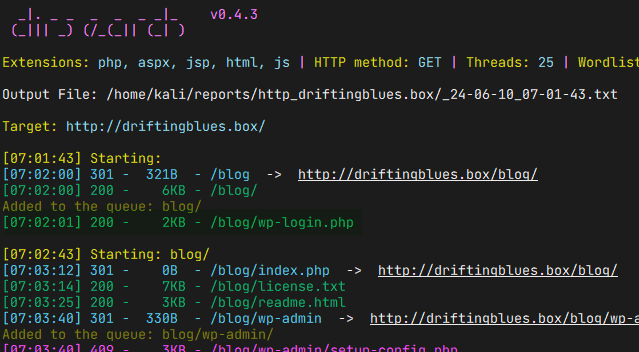 v0.4.3
Extensions: php, aspx, jsp, html, js | HTTP method: GET | Threads: 25 | Wordlist
Output File: /home/kali/reports/http_driftingblues.box/_24-06-10_07-01-43.txt
Target: http://driftingblues.box/
[07:01:43] Starting:
[07:02:00] 301 -  321B  - /blog  ->  http://driftingblues.box/blog/
[07:02:00] 200 -    6KB - /blog/
Added to the queue: blog/
[07:02:01] 200 -    2KB - /blog/wp-login.php
[07:02:43] Starting: blog/
[07:03:12] 301 -    0B  - /blog/index.php  ->  http://driftingblues.box/blog/
[07:03:14] 200 -    7KB - /blog/license.txt
[07:03:25] 200 -    3KB - /blog/readme.html
[07:03:40] 301 -  330B  - /blog/wp-admin  ->  http://driftingblues.box/blog/wp-a
Added to the queue: blog/wp-admin/
[07:03:40] 409 -    3KB - /blog/wp-admin/setup-config.php